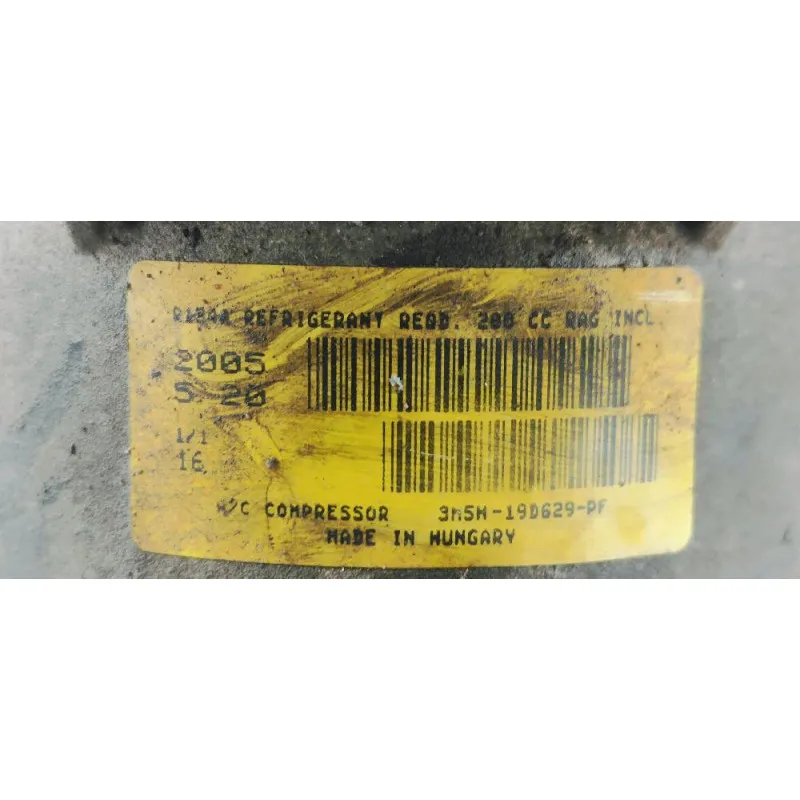 R134A REFRIGERANT REQD. 200 CC RAG INCL.
2005
5 20
1/1
16
A/C COMPRESSOR 3M5H-19D629-PF
MADE IN HUNGARY